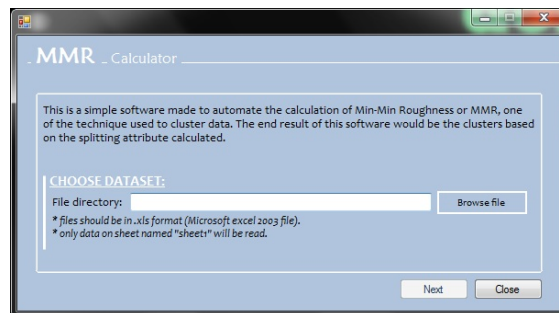 MMR - Calculator
This is a simple software made to automate the calculation of Min-Min Roughness or MMR, one
of the technique used to cluster data. The end result of this software would be the clusters based
on the splitting attribute calculated.
CHOOSE DATASET:
File directory:
Browse file
* files should be in .xls format (Microsoft excel 2003 file).
* only data on sheet named "sheet1" will be read.
Next
Close